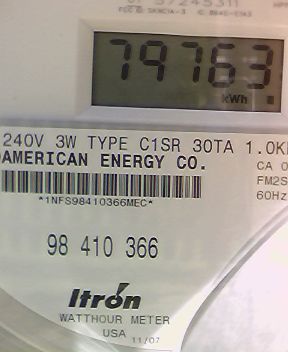 79763
kWh
240V 3W TYPE C1SR 30TA
AMERICAN ENERGY CO.
CA
*1NFS98410366MEC*
FM2S
60Hz
98 410 366
Itrón
WATTHOUR METER
USA 11/07